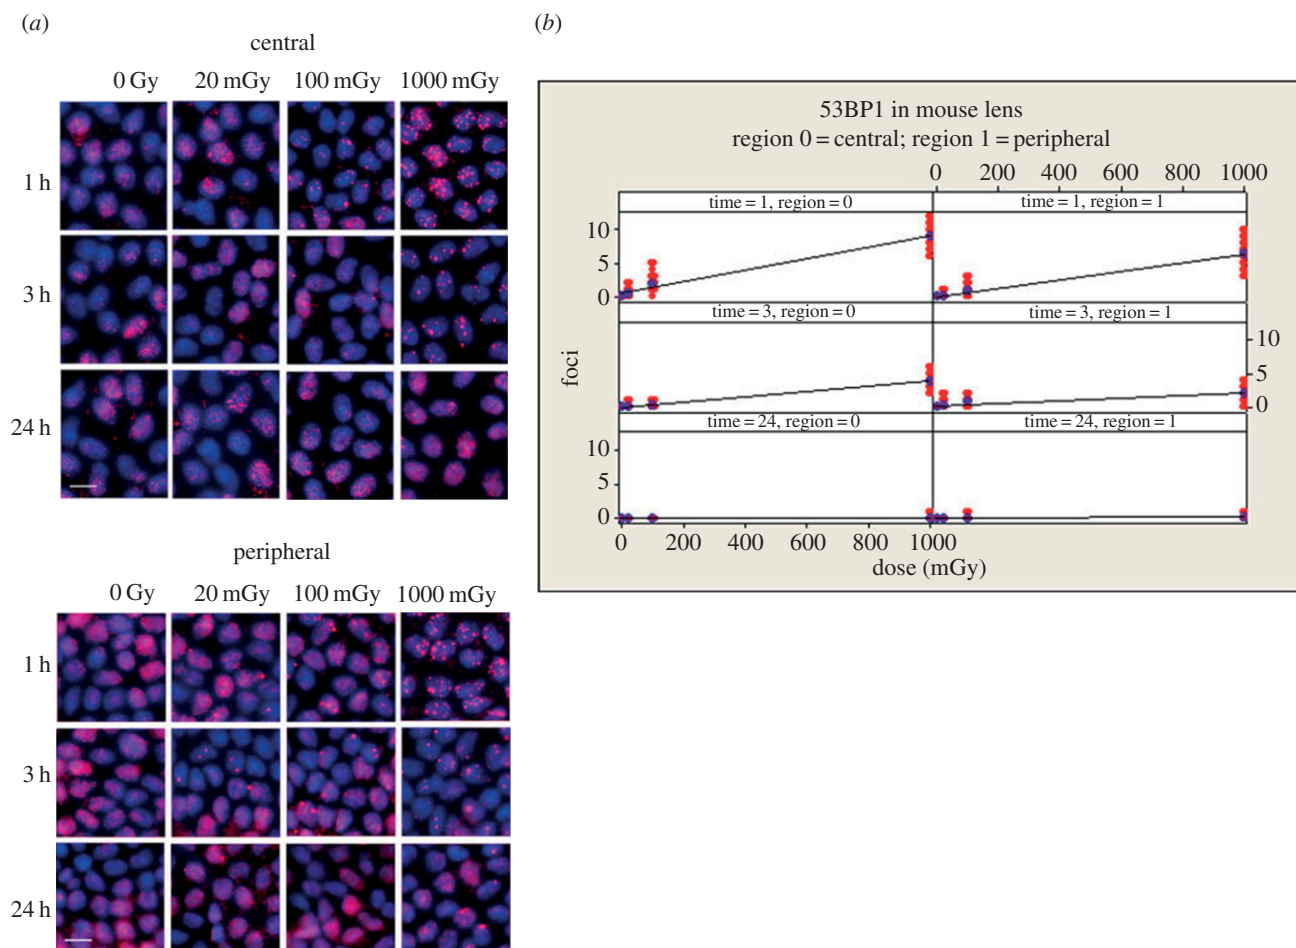 (a)
central
0 Gy 20 mGy 100 mGy 1000 mGy
1 h
3 h
24 h
peripheral
0 Gy 20 mGy 100 mGy 1000 mGy
1 h
3 h
24 h
(b)
53BP1 in mouse lens
region 0 = central; region 1 = peripheral
0 200 400 600 800 1000
time = 1, region = 0 time = 1, region = 1
10
5
0
time = 3, region = 0 time = 3, region = 1
10
5
0
foci
time = 24, region = 0 time = 24, region = 1
10
5
0
0 200 400 600 800 1000
dose (mGy)